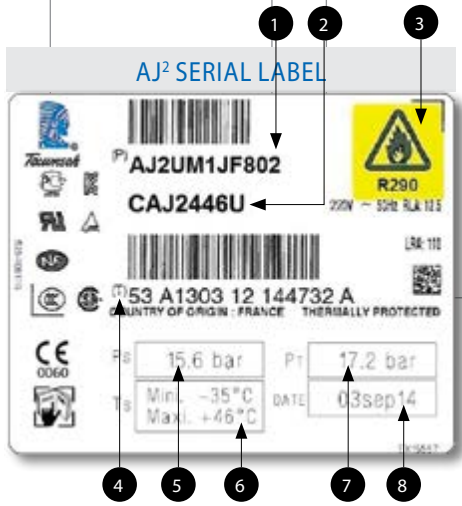 1 2 3
AJ² SERIAL LABEL
Tecumseh
(P) AJ2UM1JF802
R290
CAJ2446U
220V ~ 50Hz RLA: 12.5
LRA: 110
(T) 53 A1303 12 144732 A
COUNTRY OF ORIGIN : FRANCE THERMALLY PROTECTED
CE
0060
Ps 15.6 bar PT 17.2 bar
Ts Mini. -35°C
Maxi. +46°C
DATE 03sep14
4 5 6 7 8